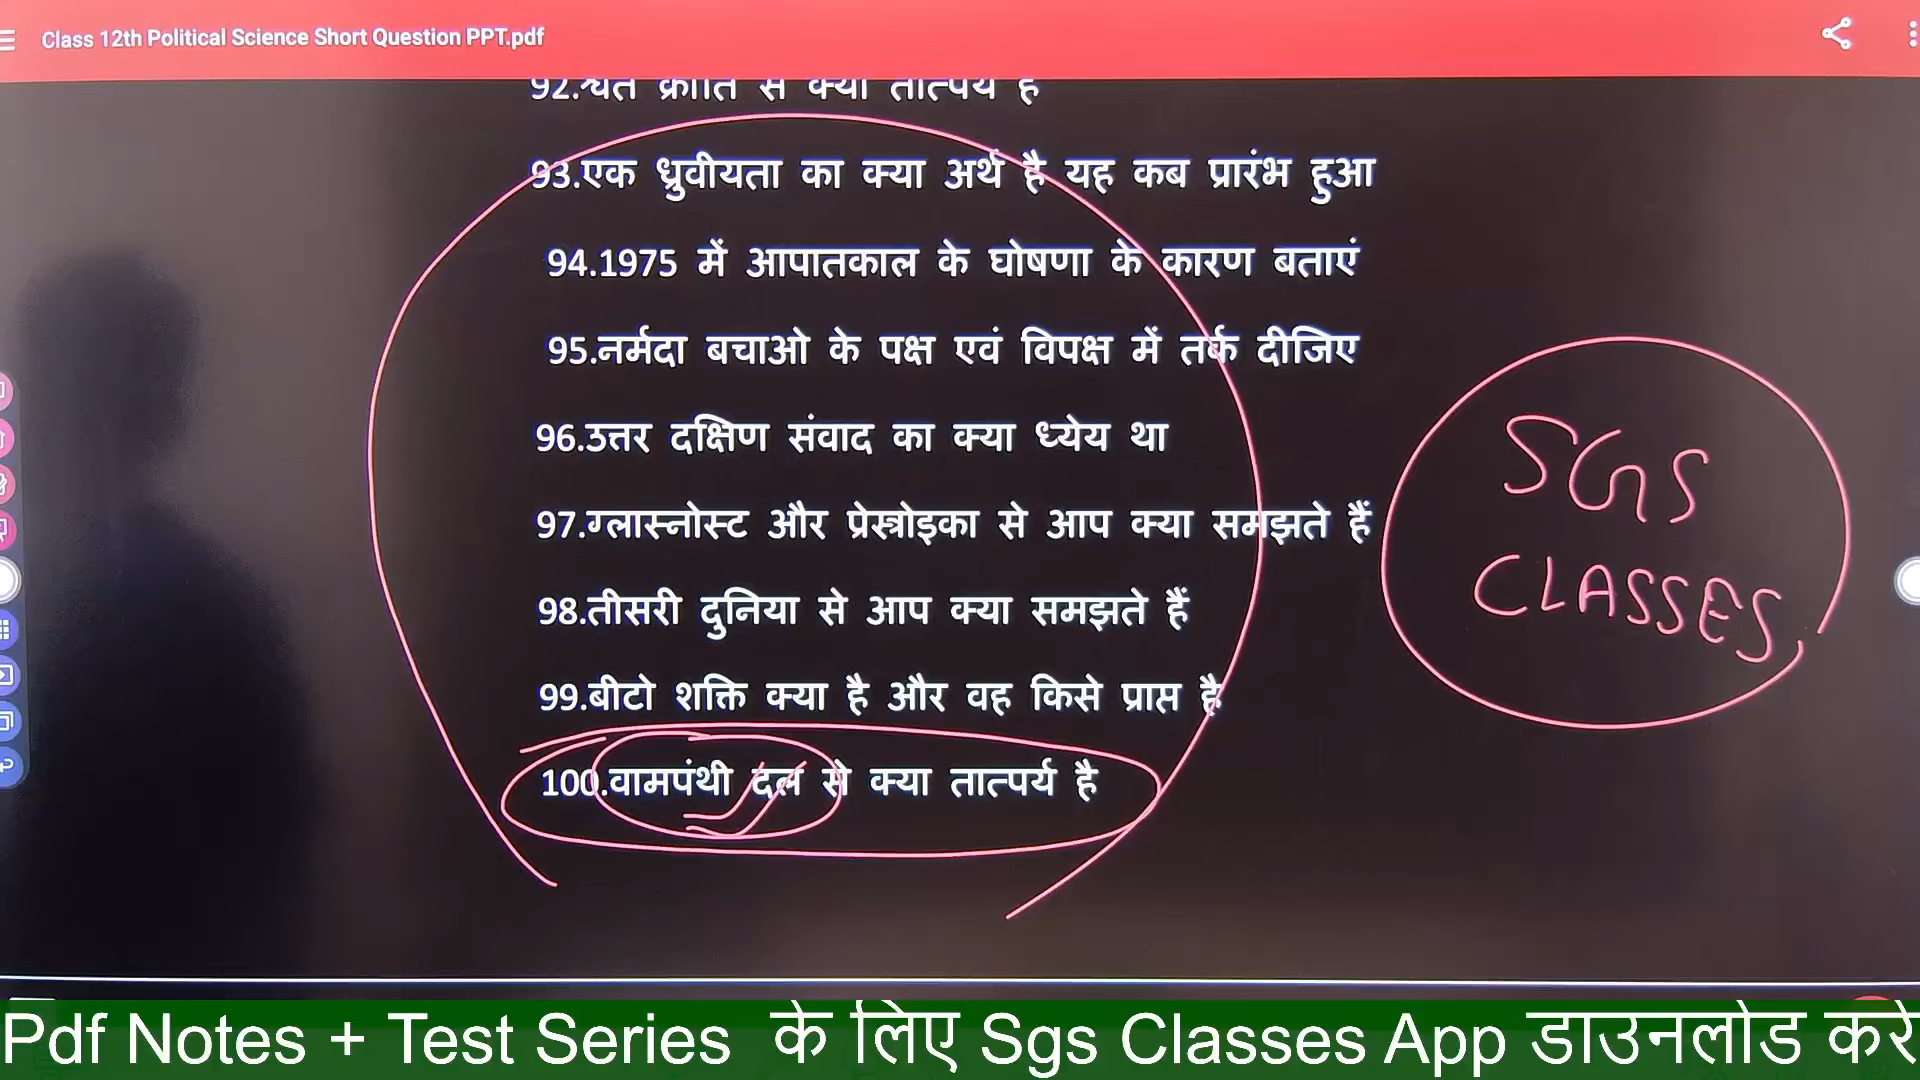 Class 12th Political Science Short Question PPT.pdf
92.श्वेत क्रांति से क्या तात्पर्य है
93.एक ध्रुवीयता का क्या अर्थ है यह कब प्रारंभ हुआ
94.1975 में आपातकाल के घोषणा के कारण बताएं
95.नर्मदा बचाओ के पक्ष एवं विपक्ष में तर्क दीजिए
96.उत्तर दक्षिण संवाद का क्या ध्येय था
97.ग्लास्नोस्ट और प्रेस्त्रोइका से आप क्या समझते हैं
98.तीसरी दुनिया से आप क्या समझते हैं
99.बीटो शक्ति क्या है और वह किसे प्राप्त है
100.वामपंथी दल से क्या तात्पर्य है
SGS
CLASSES
Pdf Notes + Test Series के लिए Sgs Classes App डाउनलोड करे